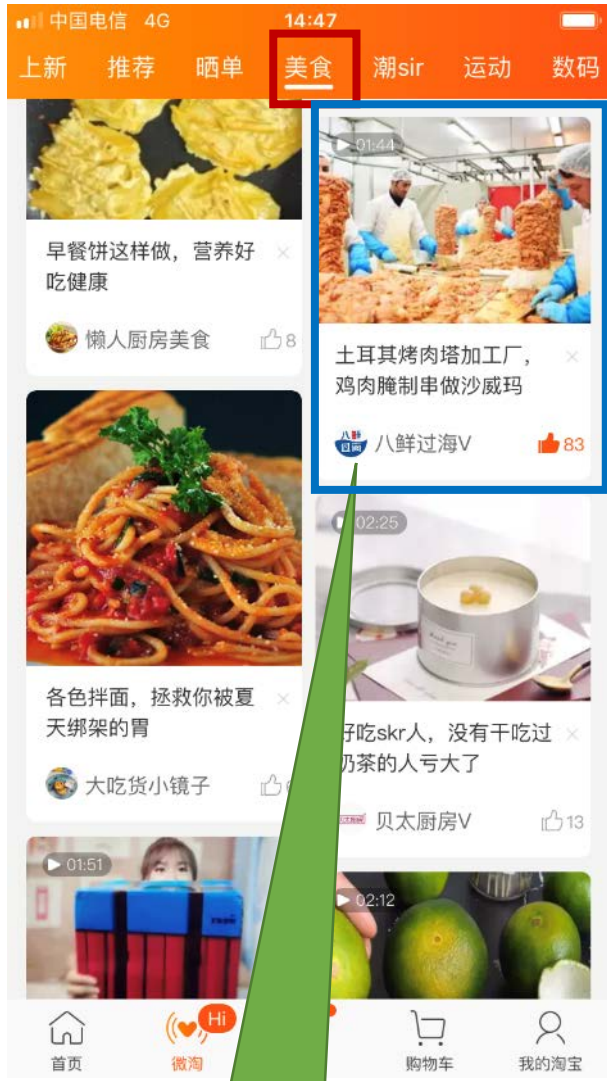 中国电信 4G 14:47
上新 推荐 晒单 美食 潮sir 运动 数码
早餐饼这样做，营养好
吃健康
懒人厨房美食 8
01:44
土耳其烤肉塔加工厂，
鸡肉腌制串做沙威玛
八鲜过海V 83
各色拌面，拯救你被夏
天绑架的胃
大吃货小镜子
02:25
好吃skr人，没有干吃过
奶茶的人亏大了
贝太厨房V 13
01:51
02:12
Hi
首页 微淘 购物车 我的淘宝